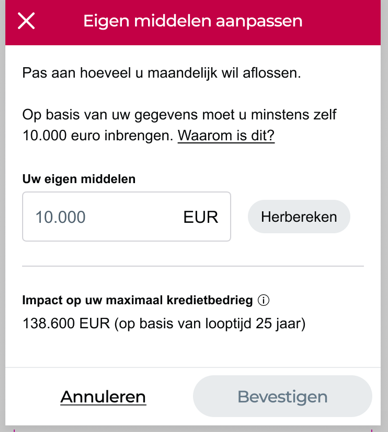 Eigen middelen aanpassen
Pas aan hoeveel u maandelijk wil aflossen.
Op basis van uw gegevens moet u minstens zelf
10.000 euro inbrengen. Waarom is dit?
Uw eigen middelen
10.000 EUR Herbereken
Impact op uw maximaal kredietbedrieg
138.600 EUR (op basis van looptijd 25 jaar)
Annuleren Bevestigen